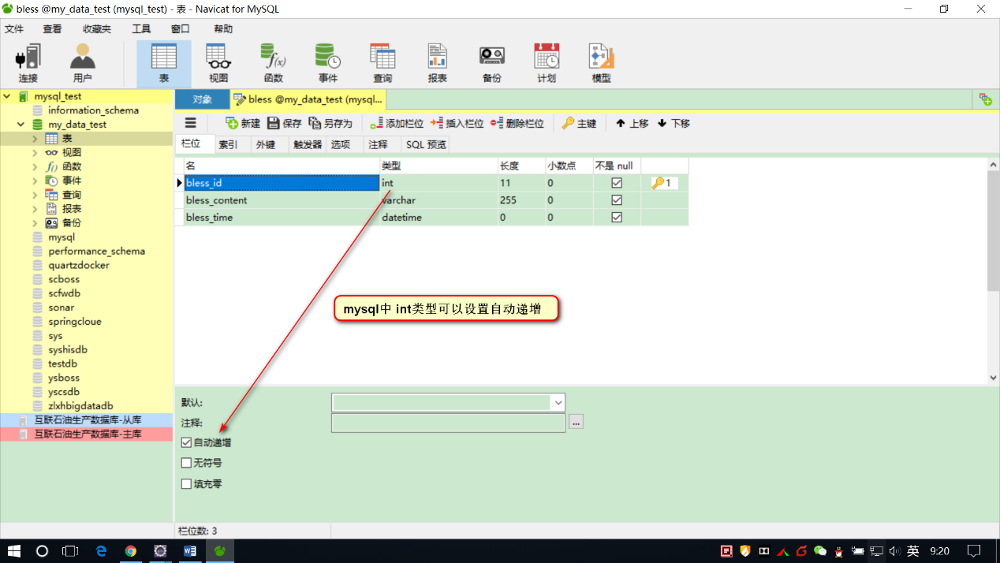 bless @my_data_test (mysql_test) - 表 - Navicat for MySQL
文件 查看 收藏夹 工具 窗口 帮助
连接 用户 表 视图 函数 事件 查询 报表 备份 计划 模型
mysql_test
information_schema
my_data_test
表
视图
函数
事件
查询
报表
备份
mysql
performance_schema
quartzdocker
scboss
scfwdb
sonar
springcloue
sys
syshisdb
testdb
ysboss
yscsdb
zlxhbigdatadb
互联石油生产数据库-从库
互联石油生产数据库-主库
对象 bless @my_data_test (mysql...
新建 保存 另存为 添加栏位 插入栏位 删除栏位 主键 上移 下移
栏位 索引 外键 触发器 选项 注释 SQL 预览
名 类型 长度 小数点 不是 null
bless_id int 11 0 1
bless_content varchar 255 0
bless_time datetime 0 0
mysql中 int类型可以设置自动递增
默认:
注释: ...
自动递增
无符号
填充零
栏位数: 3
英 9:20